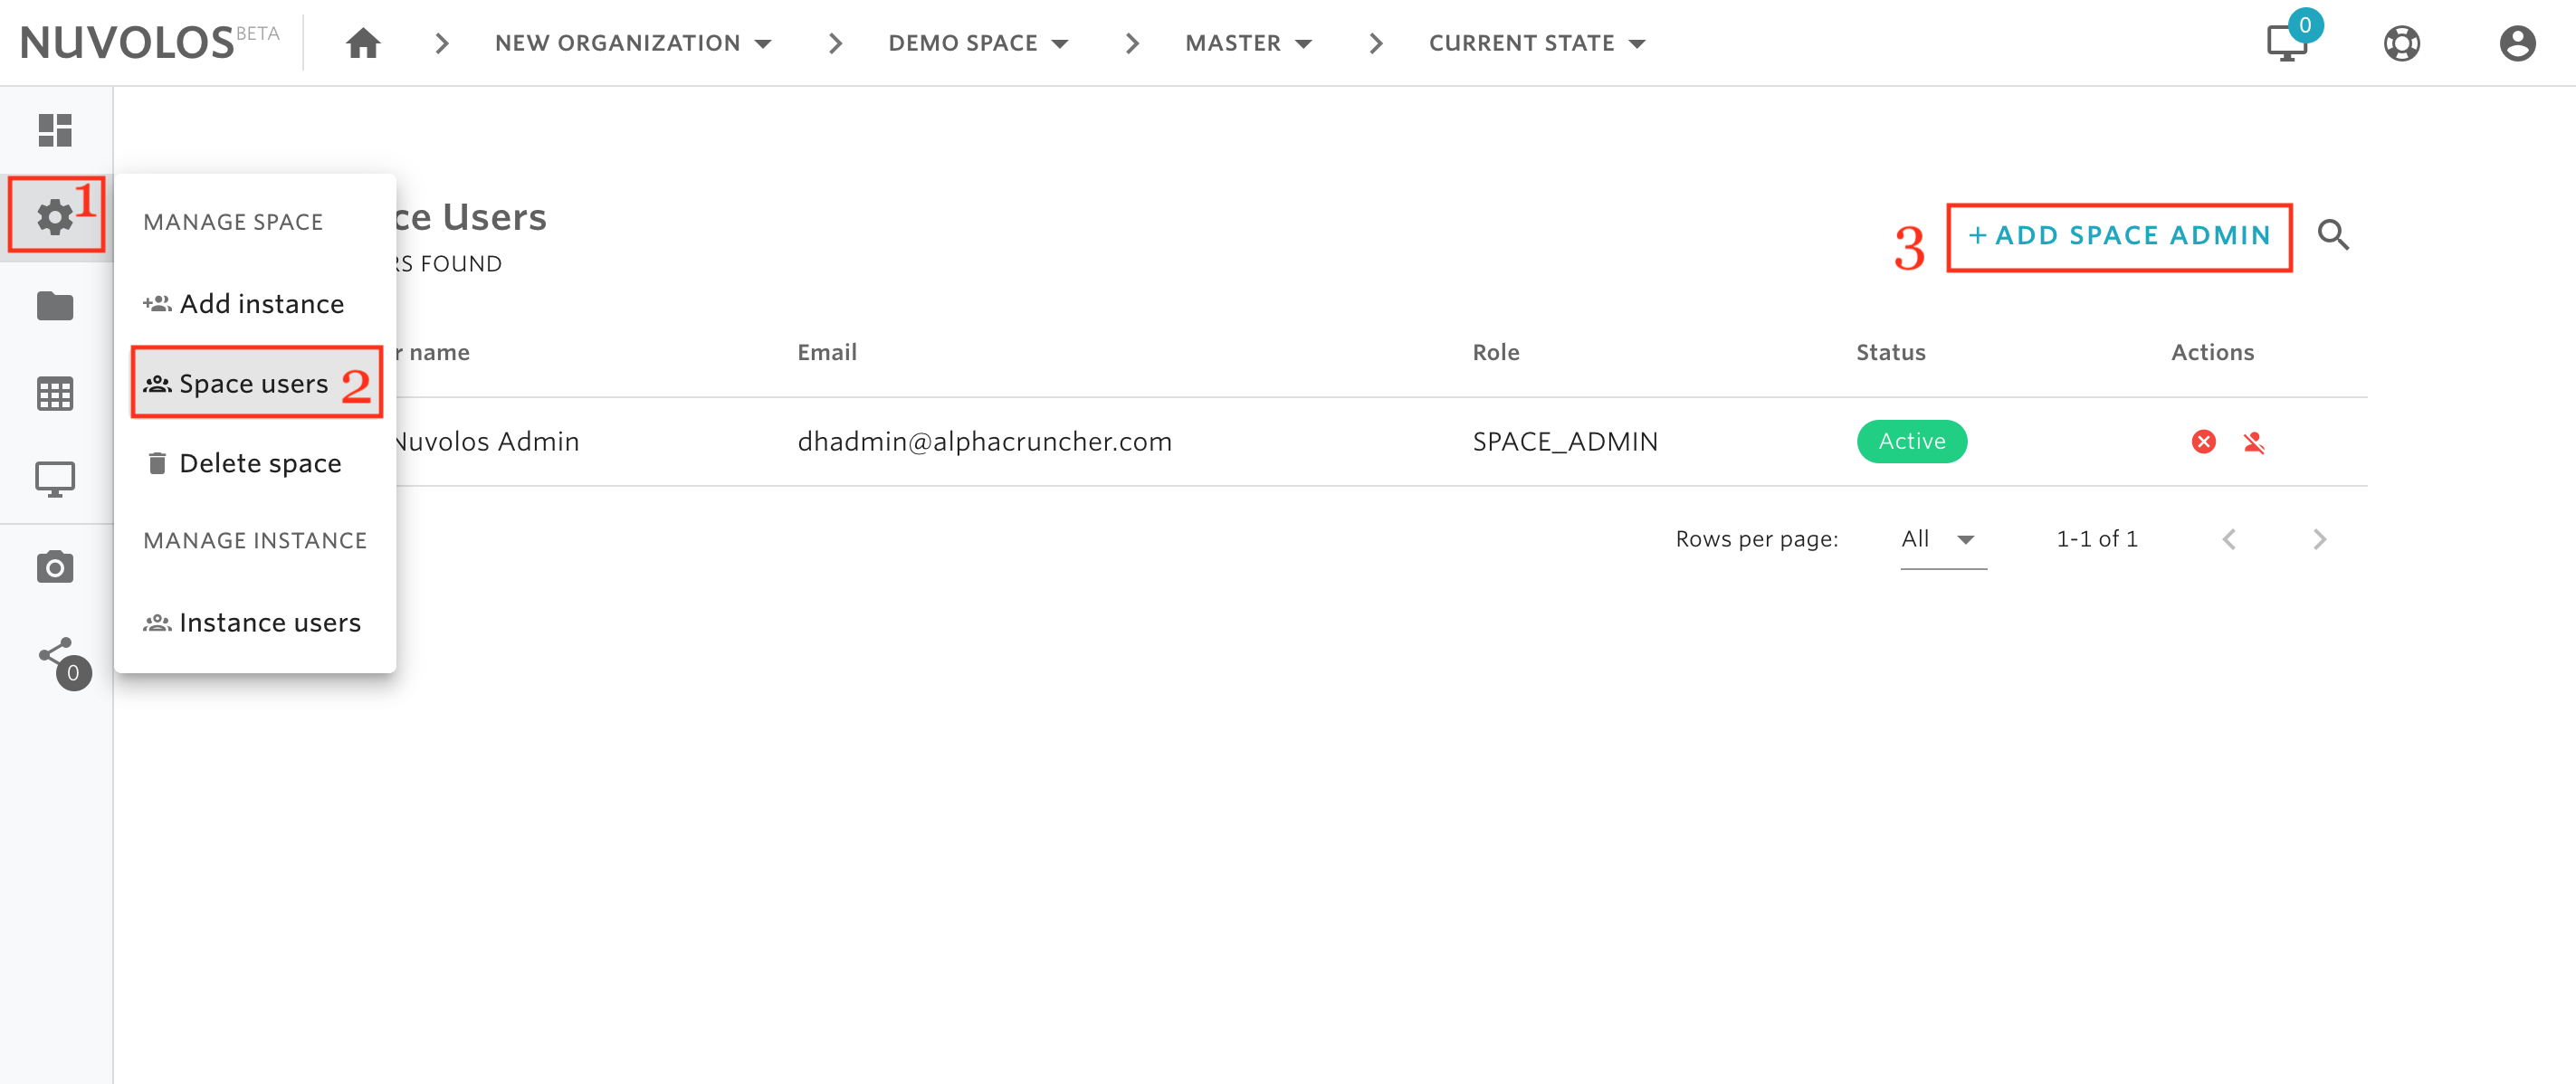 NUVOLOS BETA
NEW ORGANIZATION
DEMO SPACE
MASTER
CURRENT STATE
0
1
MANAGE SPACE
Add instance
Space users 2
Delete space
MANAGE INSTANCE
Instance users
0
ce Users
RS FOUND
3
+ ADD SPACE ADMIN
r name Email Role Status Actions
Nuvolos Admin dhadmin@alphacruncher.com SPACE_ADMIN Active
Rows per page: All 1-1 of 1